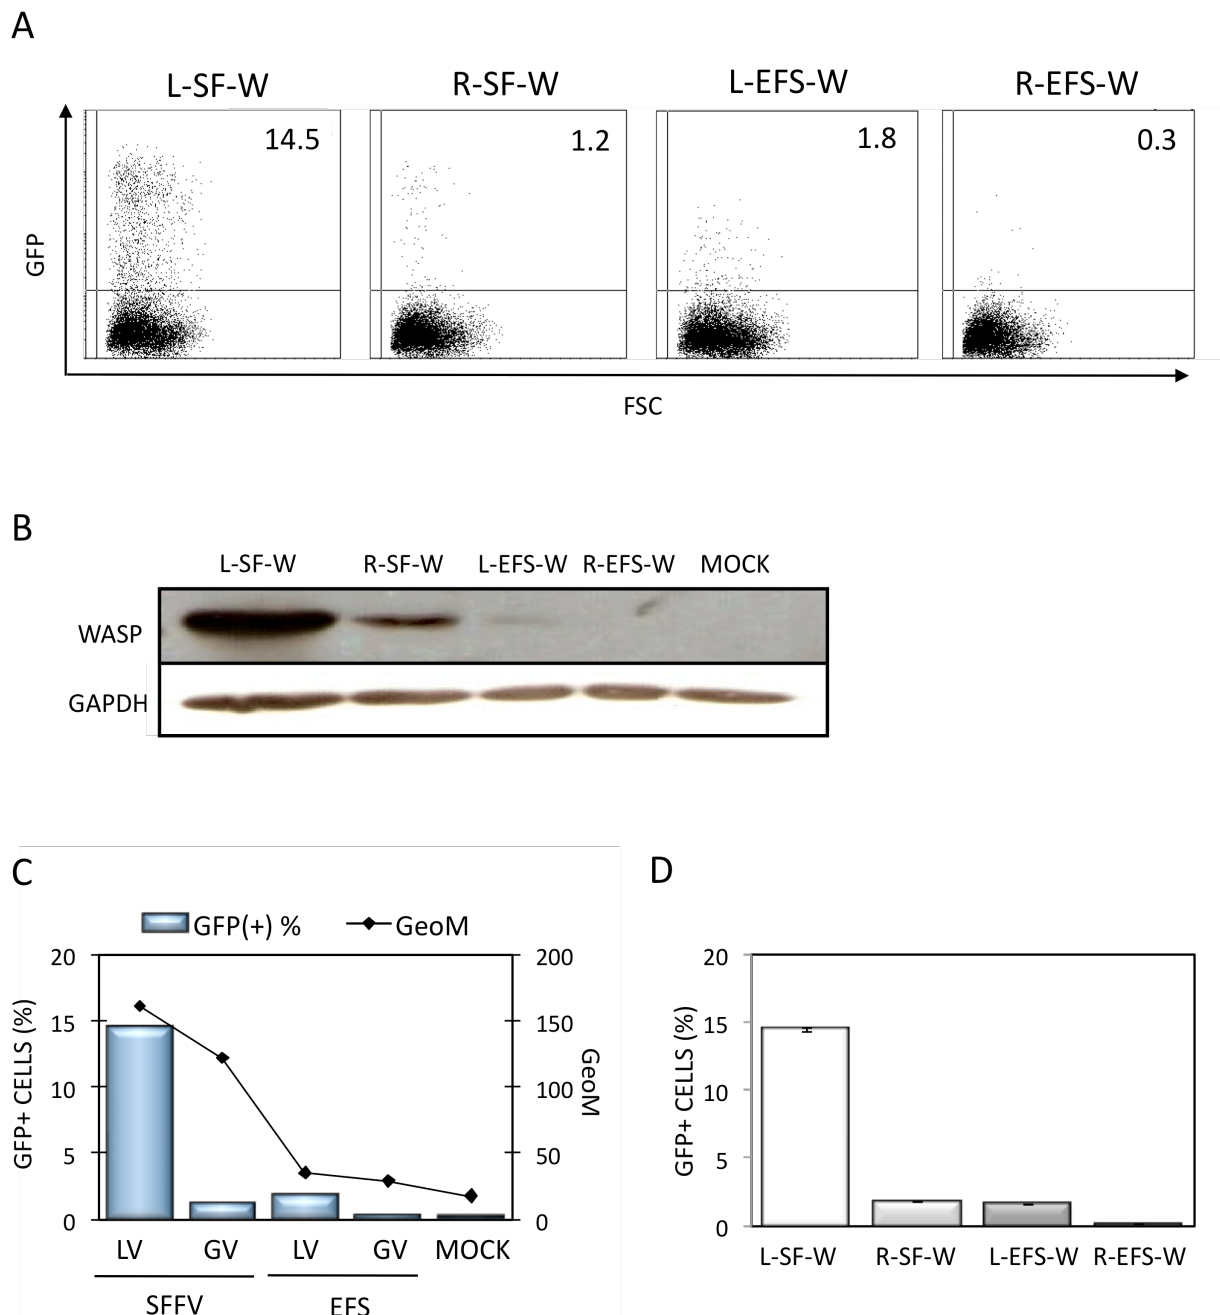 A
L-SF-W R-SF-W L-EFS-W R-EFS-W
14.5 1.2 1.8 0.3
GFP
FSC
B
L-SF-W R-SF-W L-EFS-W R-EFS-W MOCK
WASP
GAPDH
C
GFP(+) % GeoM
GFP+ CELLS (%)
20 200
15 150
10 100
5 50
0 0
GeoM
LV GV LV GV MOCK
SFFV EFS
D
GFP+ CELLS (%)
20
15
10
5
0
L-SF-W R-SF-W L-EFS-W R-EFS-W